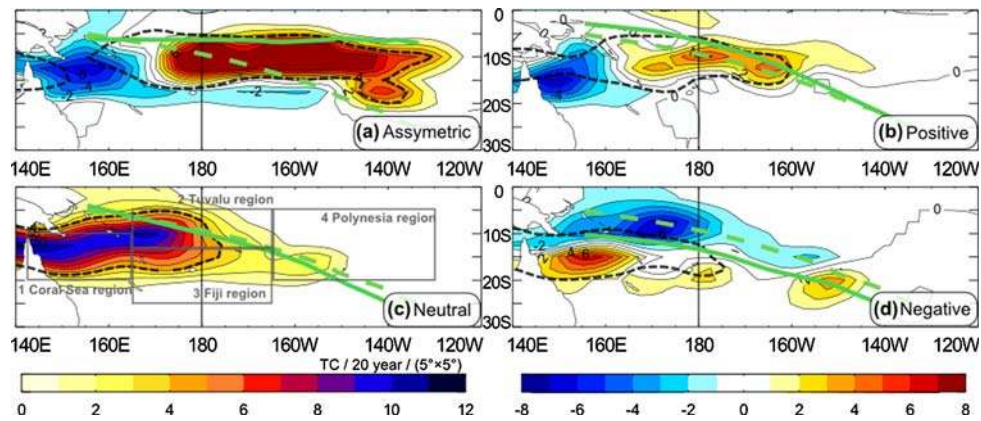 0
10S
20S
30S
(a) Assymetric
(b) Positive
140E 160E 180 160W 140W 120W
140E 160E 180 160W 140W 120W
0
10S
20S
30S
2 Tuvalu region
4 Polynesia region
1 Coral Sea region
3 Fiji region
(c) Neutral
(d) Negative
140E 160E 180 160W 140W 120W
140E 160E 180 160W 140W 120W
TC / 20 year / (5°×5°)
0 2 4 6 8 10 12
-8 -6 -4 -2 0 2 4 6 8